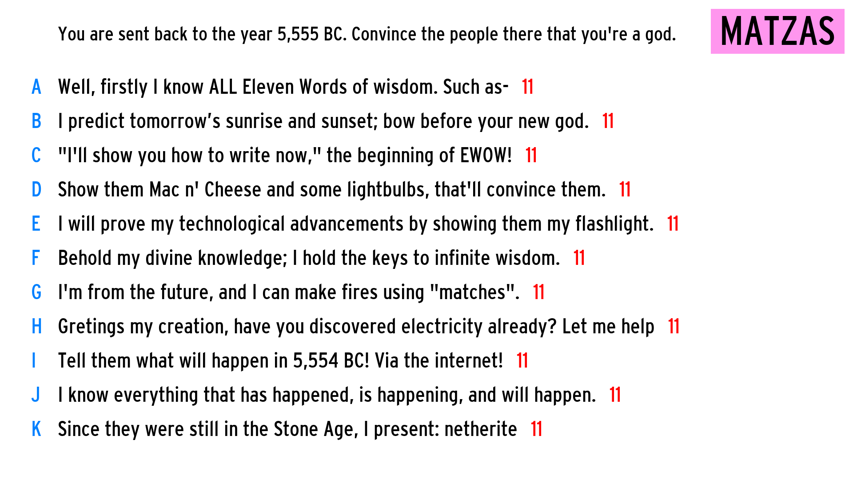 You are sent back to the year 5,555 BC. Convince the people there that you're a god.
MATZAS
A Well, firstly I know ALL Eleven Words of wisdom. Such as- 11
B I predict tomorrow’s sunrise and sunset; bow before your new god. 11
C "I'll show you how to write now," the beginning of EWOW! 11
D Show them Mac n' Cheese and some lightbulbs, that'll convince them. 11
E I will prove my technological advancements by showing them my flashlight. 11
F Behold my divine knowledge; I hold the keys to infinite wisdom. 11
G I'm from the future, and I can make fires using "matches". 11
H Gretings my creation, have you discovered electricity already? Let me help 11
I Tell them what will happen in 5,554 BC! Via the internet! 11
J I know everything that has happened, is happening, and will happen. 11
K Since they were still in the Stone Age, I present: netherite 11